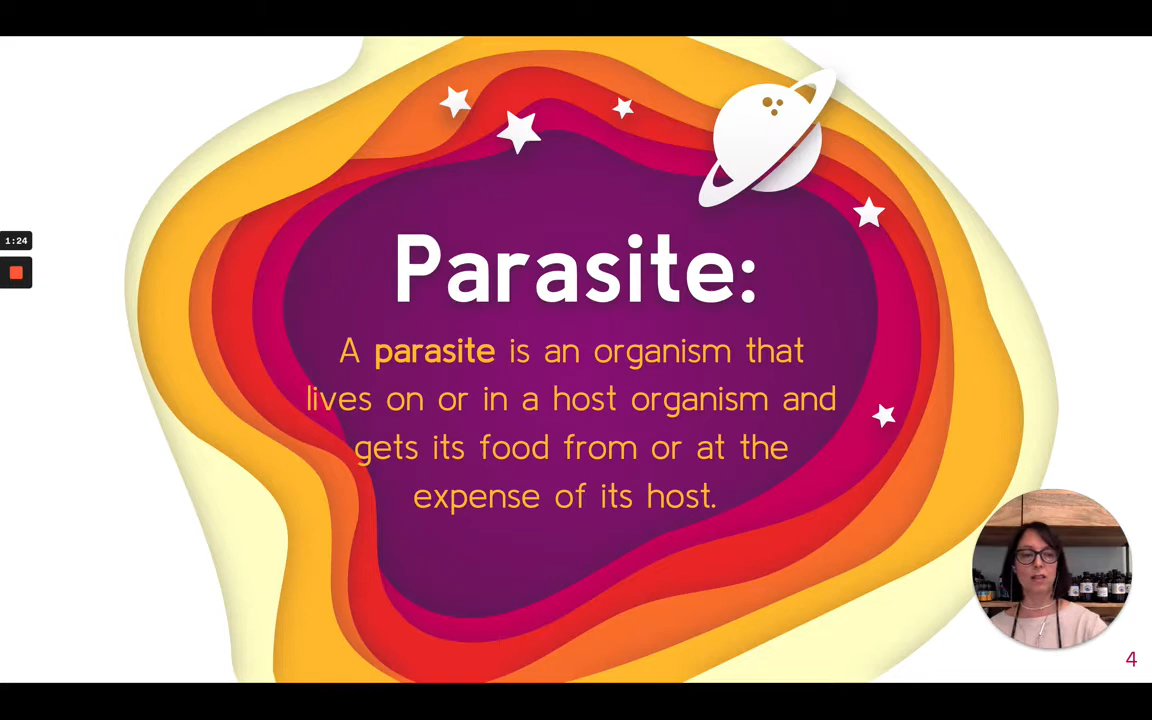 1:24
Parasite:
A parasite is an organism that
lives on or in a host organism and
gets its food from or at the
expense of its host.
4